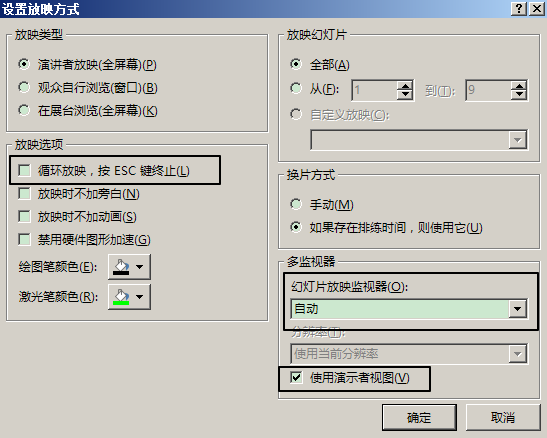 设置放映方式
放映类型
演讲者放映(全屏幕)(P)
观众自行浏览(窗口)(B)
在展台浏览(全屏幕)(K)
放映选项
循环放映，按 ESC 键终止(L)
放映时不加旁白(N)
放映时不加动画(S)
禁用硬件图形加速(G)
绘图笔颜色(E):
激光笔颜色(R):
放映幻灯片
全部(A)
从(F): 1 到(T): 9
自定义放映(C):
换片方式
手动(M)
如果存在排练时间，则使用它(U)
多监视器
幻灯片放映监视器(O):
自动
分辨率(T):
使用当前分辨率
使用演示者视图(V)
确定 取消